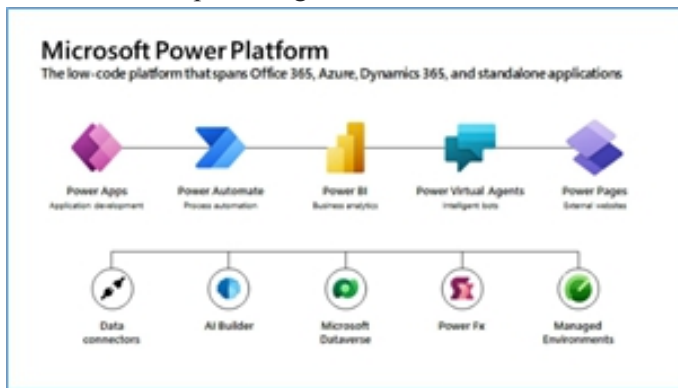 Microsoft Power Platform
The low-code platform that spans Office 365, Azure, Dynamics 365, and standalone applications
Power Apps Power Automate Power BI Power Virtual Agents Power Pages
Application development Process automation Business analytics Intelligent bots External websites
Data AI Builder Microsoft Power Fx Managed
connectors Dataverse Environments